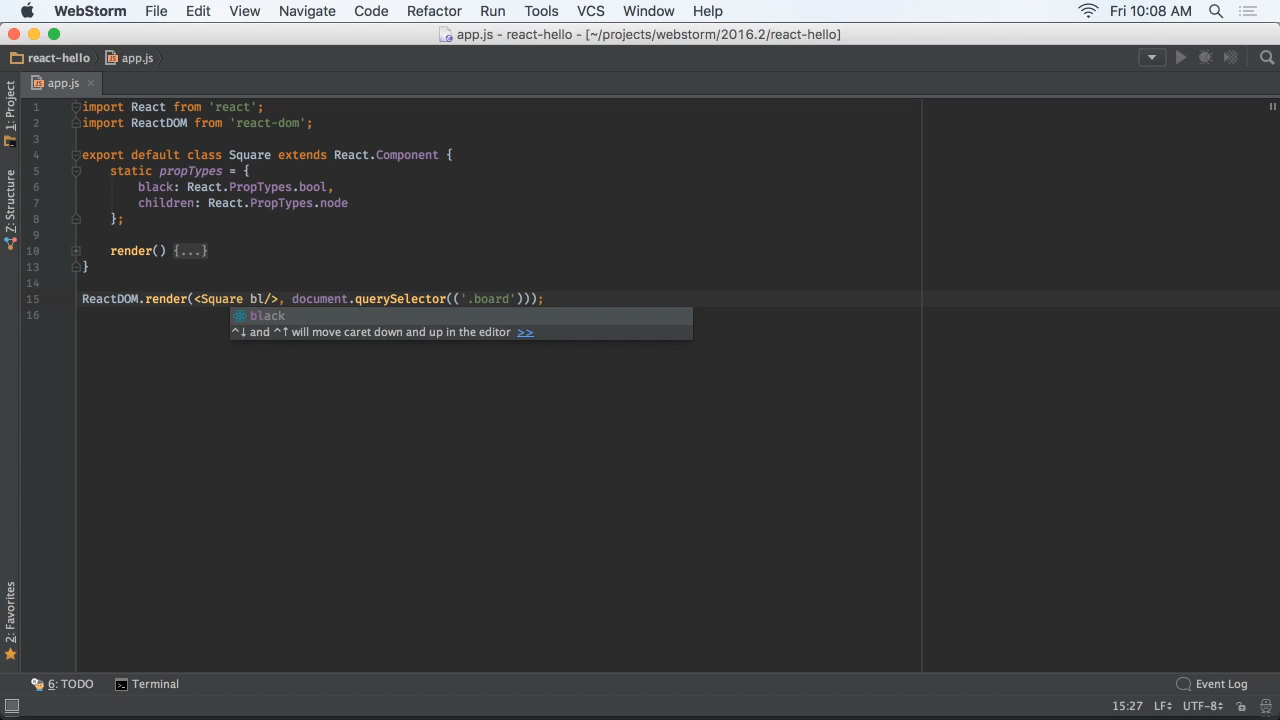 WebStorm File Edit View Navigate Code Refactor Run Tools VCS Window Help Fri 10:08 AM
app.js - react-hello - [~/projects/webstorm/2016.2/react-hello]
react-hello app.js
app.js
1 import React from 'react';
2 import ReactDOM from 'react-dom';
3
4 export default class Square extends React.Component {
5 static propTypes = {
6 black: React.PropTypes.bool,
7 children: React.PropTypes.node
8 };
9
10 render() {...}
13 }
14
15 ReactDOM.render(<Square bl/>, document.querySelector(('.board')));
16
black
^↓ and ^↑ will move caret down and up in the editor >>
1: Project
Z: Structure
2: Favorites
6: TODO Terminal Event Log
15:27 LF UTF-8